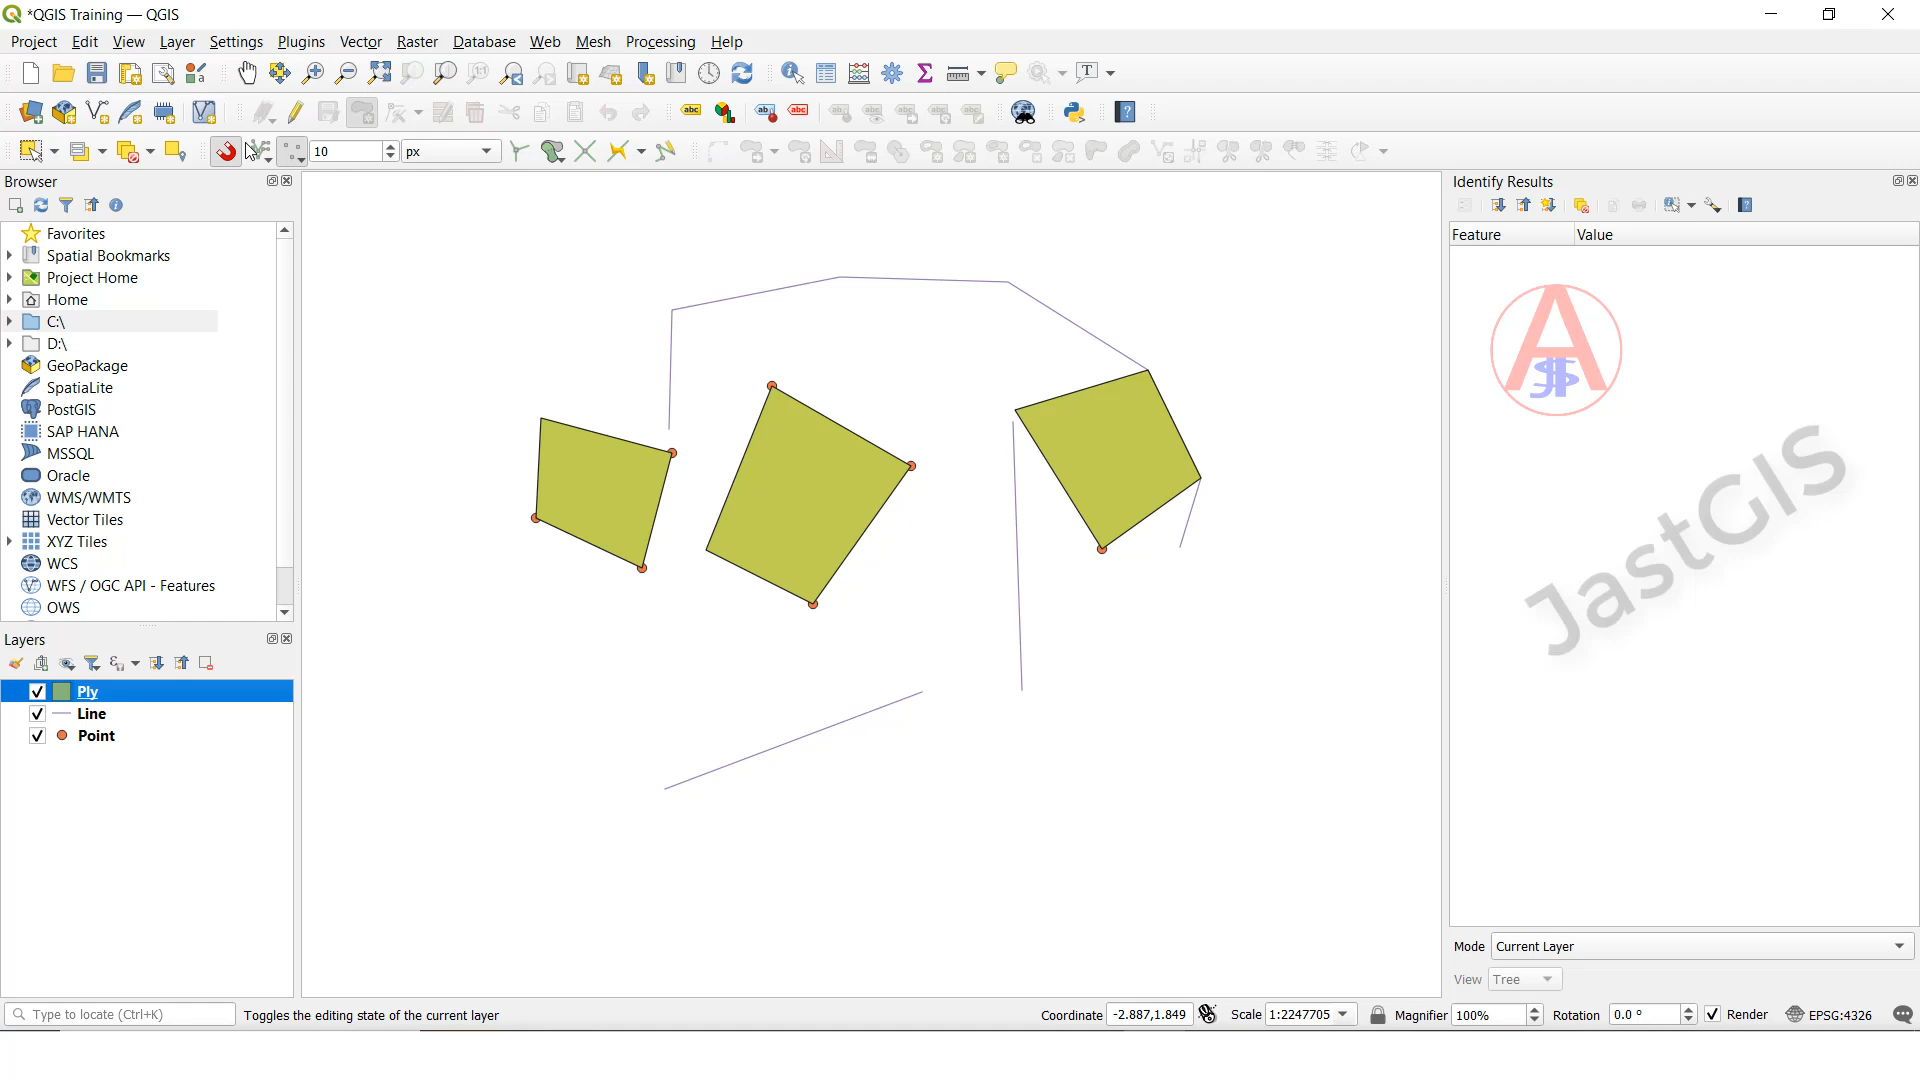 *QGIS Training — QGIS
Project Edit View Layer Settings Plugins Vector Raster Database Web Mesh Processing Help
abc abc abc
10 px
Browser
Favorites
Spatial Bookmarks
Project Home
Home
C:\
D:\
GeoPackage
SpatiaLite
PostGIS
SAP HANA
MSSQL
Oracle
WMS/WMTS
Vector Tiles
XYZ Tiles
WCS
WFS / OGC API - Features
OWS
Layers
Ply
Line
Point
Identify Results
Feature Value
JastGIS
Mode Current Layer
View Tree
Type to locate (Ctrl+K) Toggles the editing state of the current layer Coordinate -2.887,1.849 Scale 1:2247705 Magnifier 100% Rotation 0.0 ° Render EPSG:4326